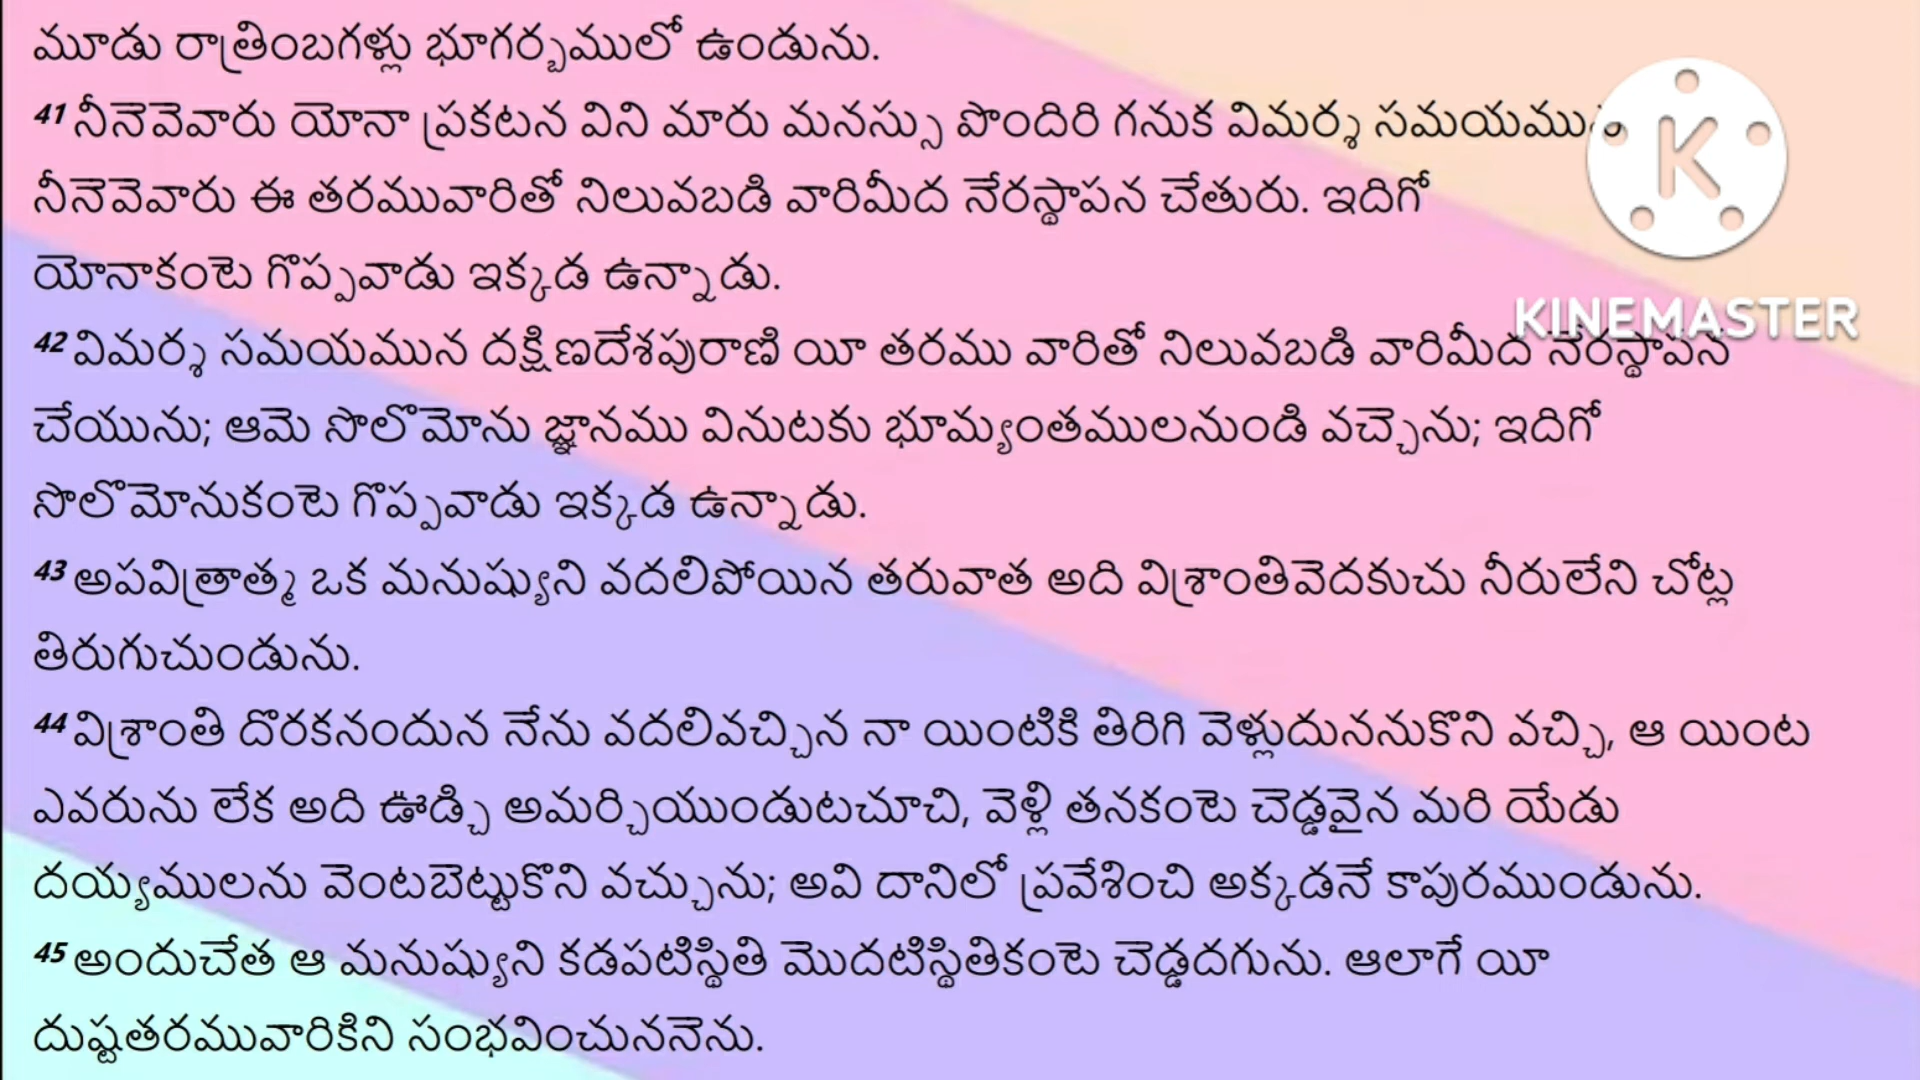 మూడు రాత్రింబగళ్లు భూగర్బములో ఉండును.
41 నీనెవెవారు యోనా ప్రకటన విని మారు మనస్సు పొందిరి గనుక విమర్శ సమయమున
నీనెవెవారు ఈ తరమువారితో నిలువబడి వారిమీద నేరస్థాపన చేతురు. ఇదిగో
యోనాకంటె గొప్పవాడు ఇక్కడ ఉన్నాడు.
KINEMASTER
42 విమర్శ సమయమున దక్షిణదేశపురాణి యీ తరము వారితో నిలువబడి వారిమీద నేరస్థాపన
చేయును; ఆమె సొలొమోను జ్ఞానము వినుటకు భూమ్యంతములనుండి వచ్చెను; ఇదిగో
సొలొమోనుకంటె గొప్పవాడు ఇక్కడ ఉన్నాడు.
43 అపవిత్రాత్మ ఒక మనుష్యుని వదలిపోయిన తరువాత అది విశ్రాంతివెదకుచు నీరులేని చోట్ల
తిరుగుచుండును.
44 విశ్రాంతి దొరకనందున నేను వదలివచ్చిన నా యింటికి తిరిగి వెళ్లుదుననుకొని వచ్చి, ఆ యింట
ఎవరును లేక అది ఊడ్చి అమర్చియుండుటచూచి, వెళ్లి తనకంటె చెడ్డవైన మరి యేడు
దయ్యములను వెంటబెట్టుకొని వచ్చును; అవి దానిలో ప్రవేశించి అక్కడనే కాపురముండును.
45 అందుచేత ఆ మనుష్యుని కడపటిస్థితి మొదటిస్థితికంటె చెడ్డదగును. ఆలాగే యీ
దుష్టతరమువారికిని సంభవించుననెను.